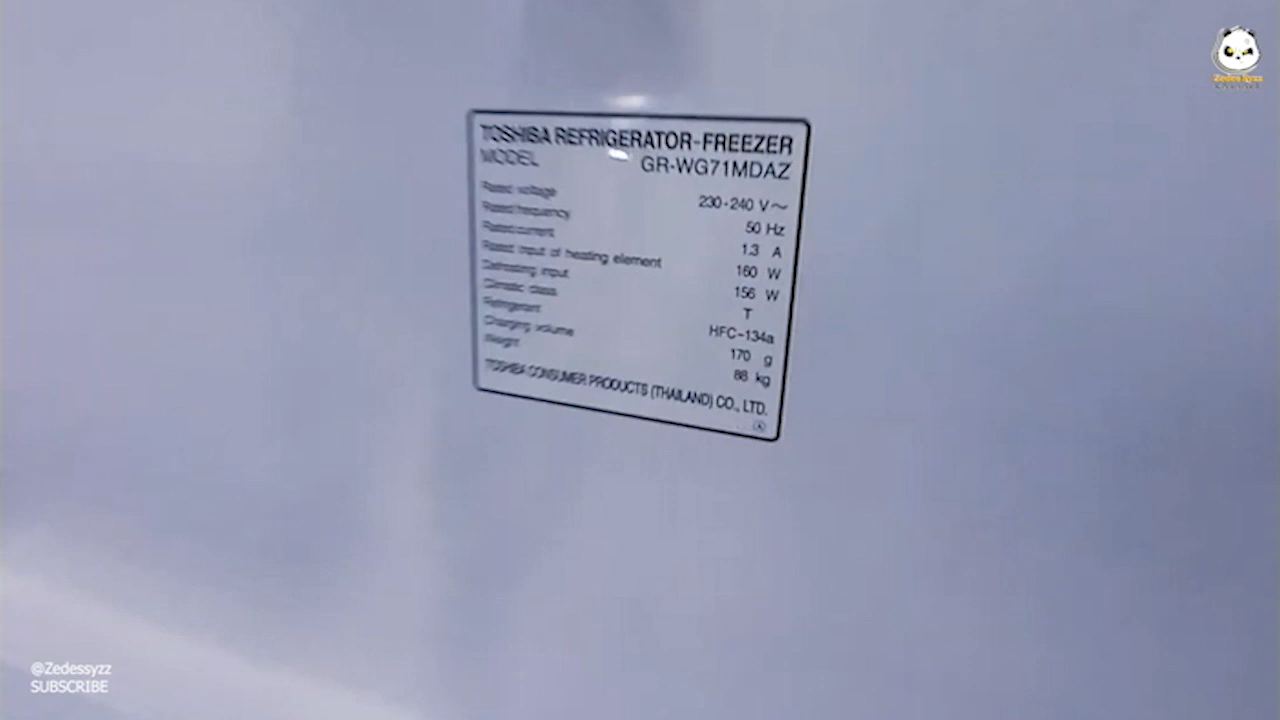 Zedessyzz
TOSHIBA REFRIGERATOR-FREEZER
MODEL GR-WG71MDAZ
Rated voltage 230-240 V～
Rated frequency 50 Hz
Rated current 1.3 A
Rated input of heating element 160 W
Defrosting input 156 W
Climatic class T
Refrigerant HFC-134a
Charging volume 170 g
Weight 88 kg
TOSHIBA CONSUMER PRODUCTS (THAILAND) CO., LTD.
@Zedessyzz
SUBSCRIBE